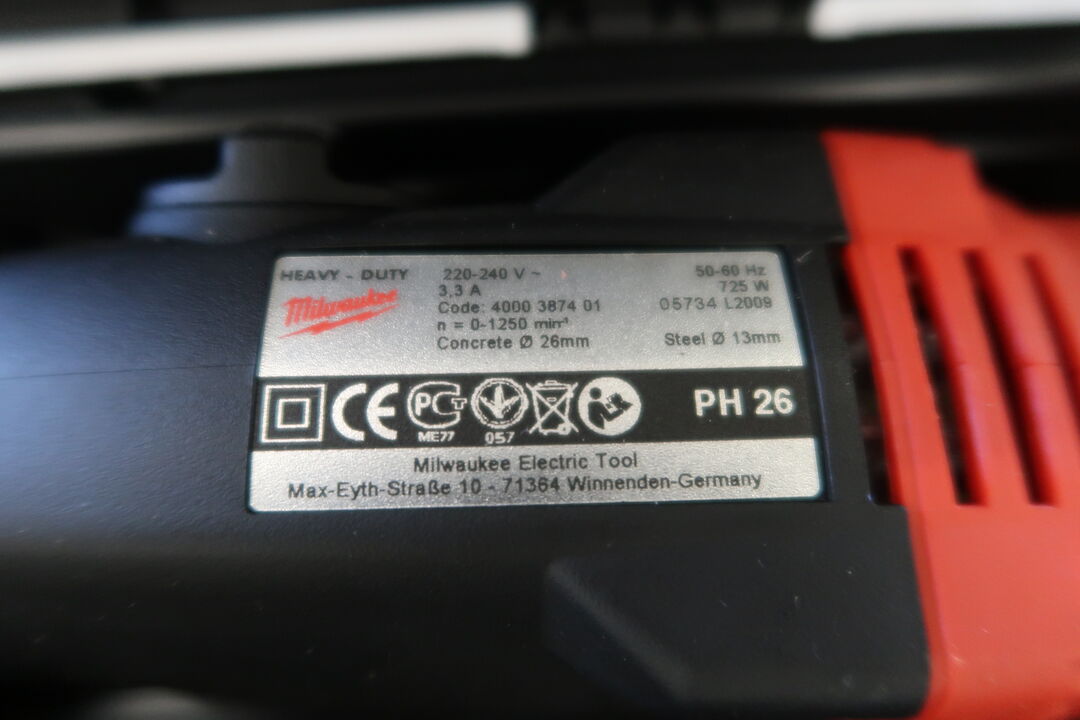 HEAVY - DUTY
Milwaukee
220-240 V ~
50-60 Hz
3,3 A
725 W
Code: 4000 3874 01
05734 L2009
n = 0-1250 min⁻¹
Concrete Ø 26mm
Steel Ø 13mm
CE
PCT
ME77
057
PH 26
Milwaukee Electric Tool
Max-Eyth-Straße 10 - 71364 Winnenden-Germany